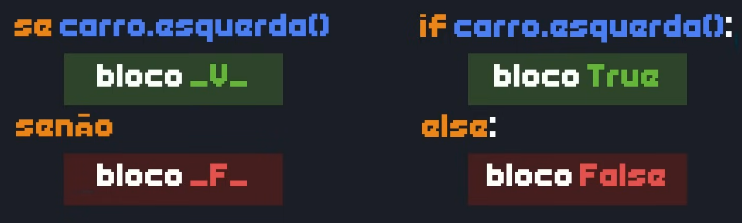 se carro.esquerda()
bloco _V_
senão
bloco _F_
if carro.esquerda():
bloco True
else:
bloco False